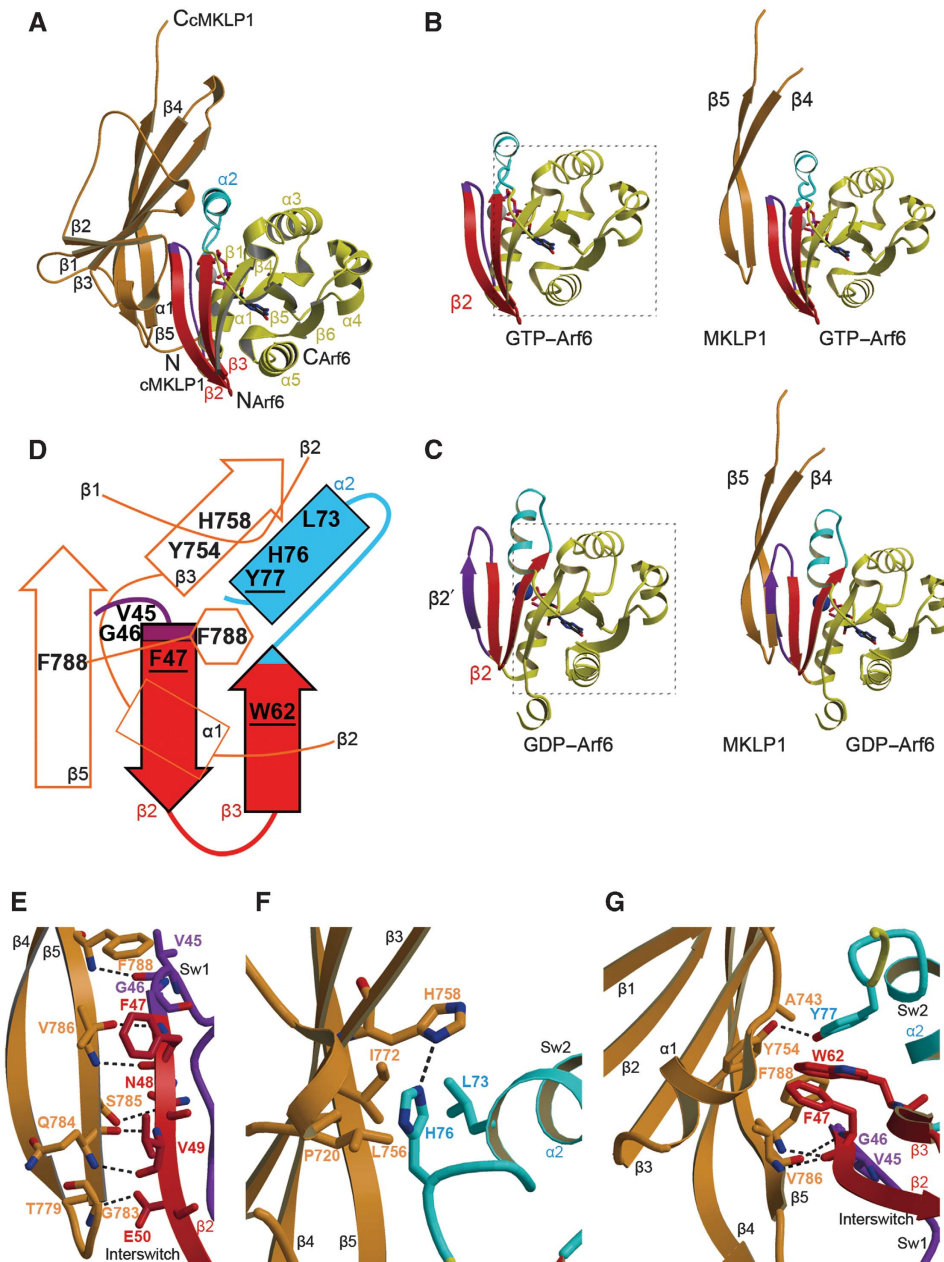 A
CcMKLP1
β4
α2
α3
β2
β1
β4
β1
β3
α1
α1
β5
α4
β5
β6
N
CArf6
cMKLP1
β3
α5
β2
NArf6
B
β5
β4
β2
GTP–Arf6
MKLP1
GTP–Arf6
C
β5
β4
β2′
β2
GDP–Arf6
MKLP1
GDP–Arf6
D
β2
β1
α2
H758
L73
Y754
H76
β3
Y77
V45
G46
F788
F788
F47
W62
α1
β2
β5
β2
β3
E
β4
β5
V45
F788
Sw1
G46
F47
V786
N48
S785
Q784
V49
T779
G783
β2
E50
Interswitch
F
β3
H758
I772
Sw2
L73
H76
α2
P720
L756
β4
β5
G
β1
A743
Y77
Sw2
α1
Y754
α2
β2
W62
F788
F47
G46
β3
β3
V45
V786
β2
β5
β4
Interswitch
Sw1